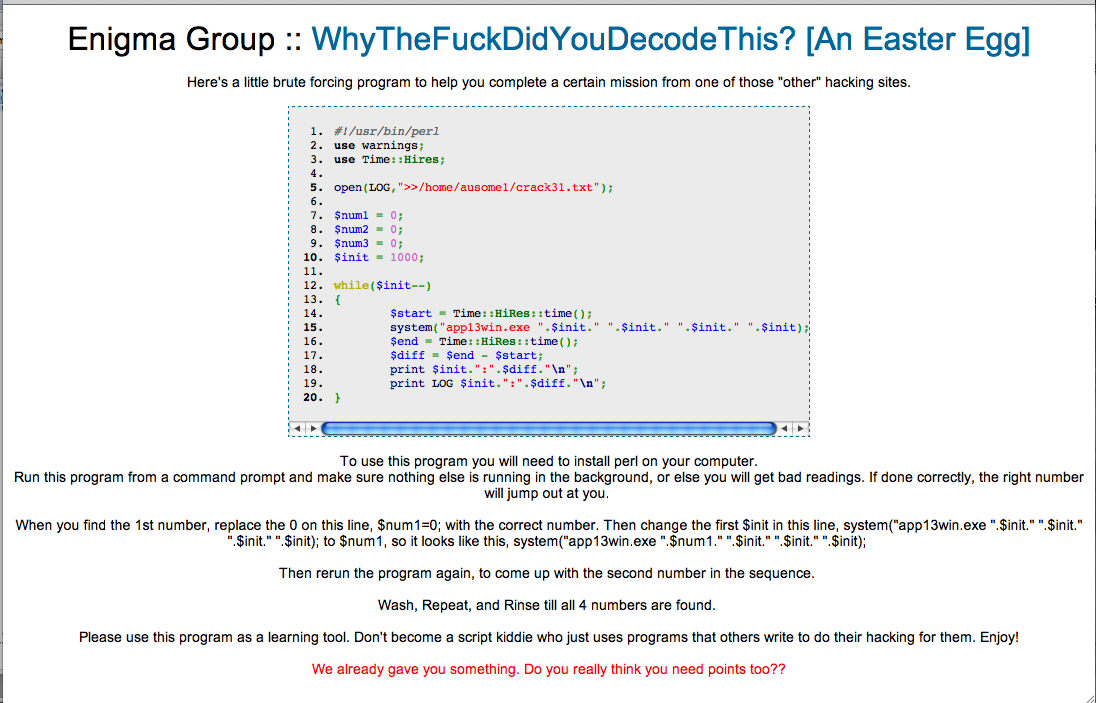 Enigma Group :: WhyTheFuckDidYouDecodeThis? [An Easter Egg]
Here's a little brute forcing program to help you complete a certain mission from one of those "other" hacking sites.
1. #!/usr/bin/perl
2. use warnings;
3. use Time::Hires;
4.
5. open(LOG,">>/home/ausome1/crack31.txt");
6.
7. $num1 = 0;
8. $num2 = 0;
9. $num3 = 0;
10. $init = 1000;
11.
12. while($init--)
13. {
14. $start = Time::HiRes::time();
15. system("app13win.exe ".$init." ".$init." ".$init." ".$init);
16. $end = Time::HiRes::time();
17. $diff = $end - $start;
18. print $init.":".$diff."\n";
19. print LOG $init.":".$diff."\n";
20. }
To use this program you will need to install perl on your computer.
Run this program from a command prompt and make sure nothing else is running in the background, or else you will get bad readings. If done correctly, the right number
will jump out at you.
When you find the 1st number, replace the 0 on this line, $num1=0; with the correct number. Then change the first $init in this line, system("app13win.exe ".$init." ".$init."
".$init." ".$init); to $num1, so it looks like this, system("app13win.exe ".$num1." ".$init." ".$init." ".$init);
Then rerun the program again, to come up with the second number in the sequence.
Wash, Repeat, and Rinse till all 4 numbers are found.
Please use this program as a learning tool. Don't become a script kiddie who just uses programs that others write to do their hacking for them. Enjoy!
We already gave you something. Do you really think you need points too??